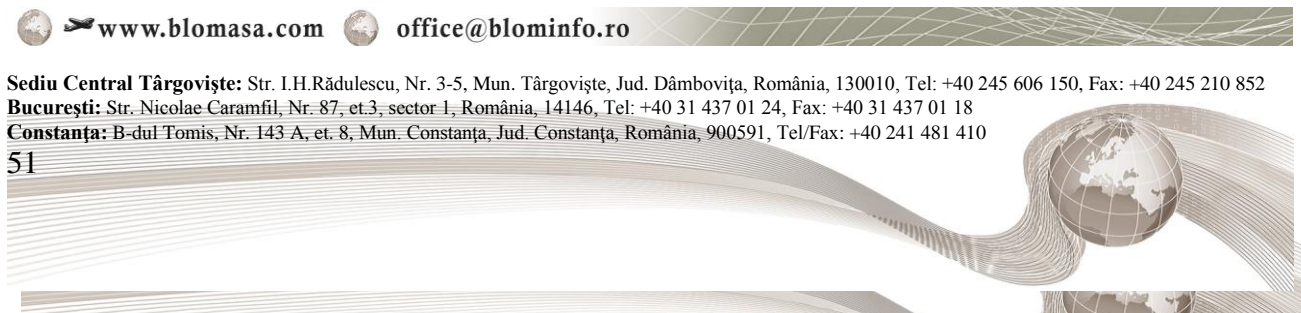 www.blomasa.com office@blominfo.ro
Sediu Central Târgovişte: Str. I.H.Rădulescu, Nr. 3-5, Mun. Târgovişte, Jud. Dâmboviţa, România, 130010, Tel: +40 245 606 150, Fax: +40 245 210 852
Bucureşti: Str. Nicolae Caramfil, Nr. 87, et.3, sector 1, România, 14146, Tel: +40 31 437 01 24, Fax: +40 31 437 01 18
Constanţa: B-dul Tomis, Nr. 143 A, et. 8, Mun. Constanţa, Jud. Constanţa, România, 900591, Tel/Fax: +40 241 481 410
51